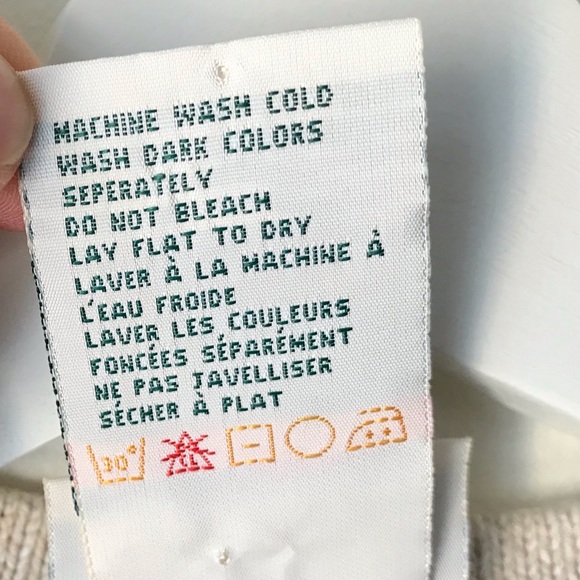 MACHINE WASH COLD
WASH DARK COLORS
SEPERATELY
DO NOT BLEACH
LAY FLAT TO DRY
LAVER À LA MACHINE À
L'EAU FROIDE
LAVER LES COULEURS
FONCÉES SÉPARÉMENT
NE PAS JAVELLISER
SÉCHER À PLAT
30°